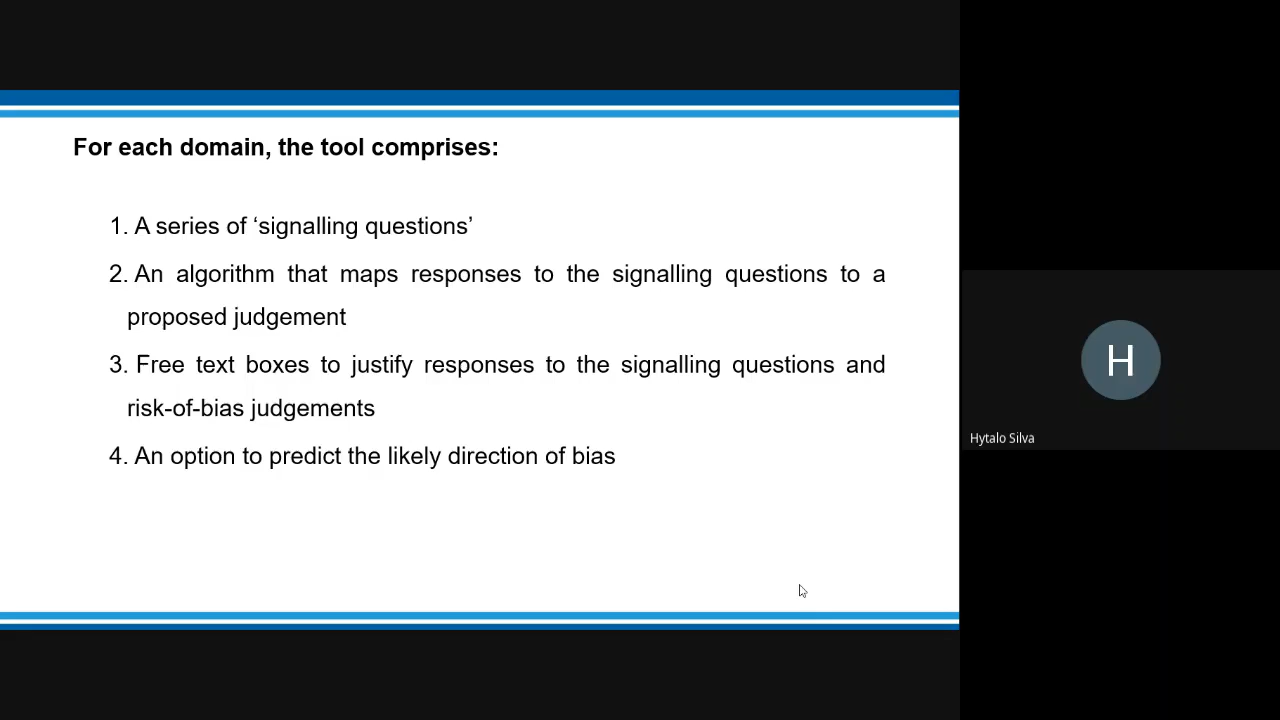 For each domain, the tool comprises:
1. A series of ‘signalling questions’
2. An algorithm that maps responses to the signalling questions to a
proposed judgement
3. Free text boxes to justify responses to the signalling questions and
risk-of-bias judgements
4. An option to predict the likely direction of bias
H
Hytalo Silva